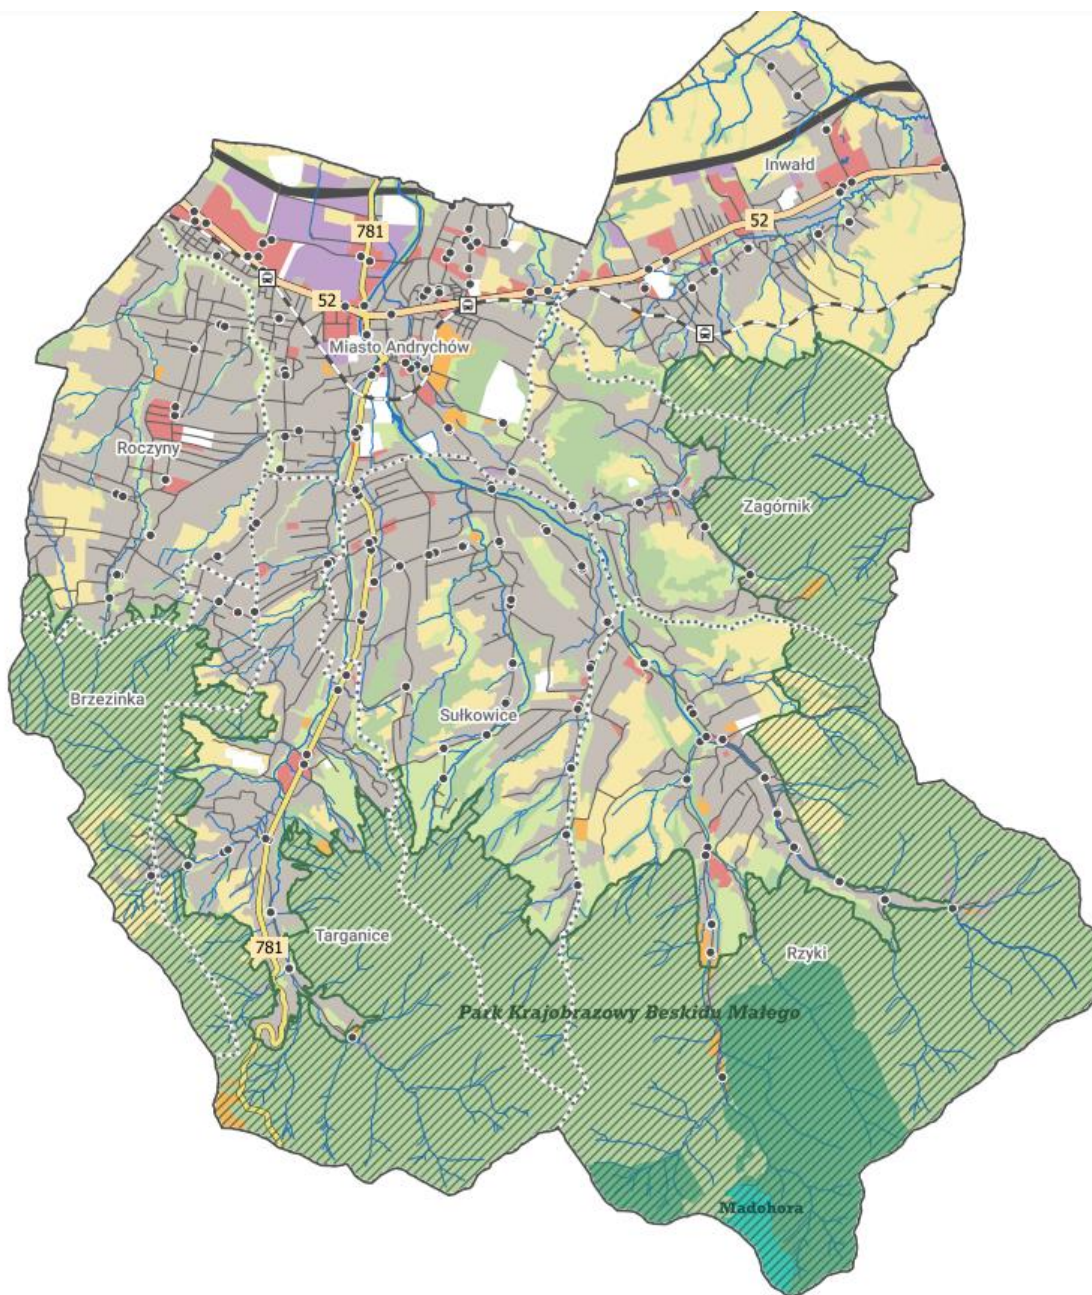 Inwałd
52
781
52
Miasto Andrychów
Roczyny
Zagórnik
Brzezinka
Sułkowice
Targanice
781
Rzyki
Park Krajobrazowy Beskidu Małego
Madohora